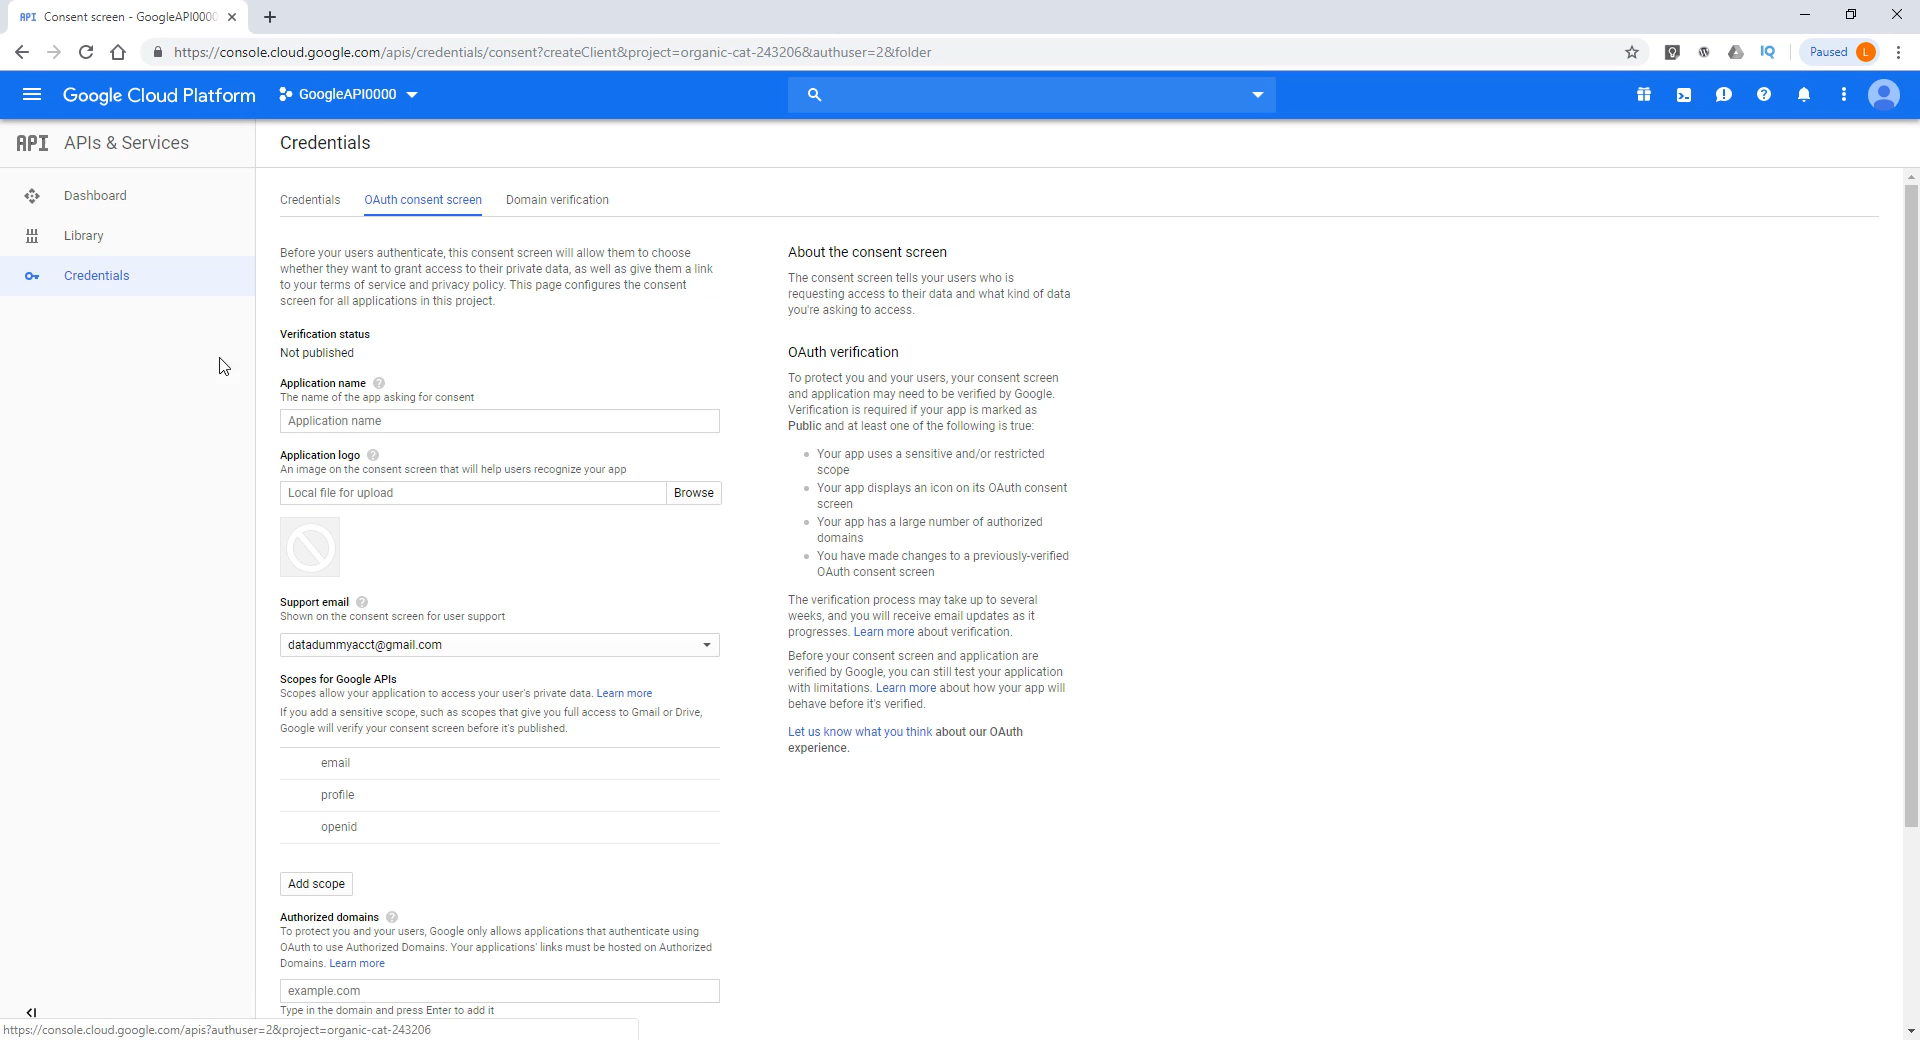 API Consent screen - GoogleAPI0000
https://console.cloud.google.com/apis/credentials/consent?createClient&project=organic-cat-243206&authuser=2&folder
IQ
Paused L
Google Cloud Platform
GoogleAPI0000
API APIs & Services
Credentials
Dashboard
Library
Credentials
Credentials
OAuth consent screen
Domain verification
Before your users authenticate, this consent screen will allow them to choose
whether they want to grant access to their private data, as well as give them a link
to your terms of service and privacy policy. This page configures the consent
screen for all applications in this project.
Verification status
Not published
Application name
The name of the app asking for consent
Application name
Application logo
An image on the consent screen that will help users recognize your app
Local file for upload
Browse
Support email
Shown on the consent screen for user support
datadummyacct@gmail.com
Scopes for Google APIs
Scopes allow your application to access your user's private data. Learn more
If you add a sensitive scope, such as scopes that give you full access to Gmail or Drive,
Google will verify your consent screen before it's published.
email
profile
openid
Add scope
Authorized domains
To protect you and your users, Google only allows applications that authenticate using
OAuth to use Authorized Domains. Your applications' links must be hosted on Authorized
Domains. Learn more
example.com
Type in the domain and press Enter to add it
About the consent screen
The consent screen tells your users who is
requesting access to their data and what kind of data
you're asking to access.
OAuth verification
To protect you and your users, your consent screen
and application may need to be verified by Google.
Verification is required if your app is marked as
Public and at least one of the following is true:
Your app uses a sensitive and/or restricted
scope
Your app displays an icon on its OAuth consent
screen
Your app has a large number of authorized
domains
You have made changes to a previously-verified
OAuth consent screen
The verification process may take up to several
weeks, and you will receive email updates as it
progresses. Learn more about verification.
Before your consent screen and application are
verified by Google, you can still test your application
with limitations. Learn more about how your app will
behave before it's verified.
Let us know what you think about our OAuth
experience.
https://console.cloud.google.com/apis?authuser=2&project=organic-cat-243206